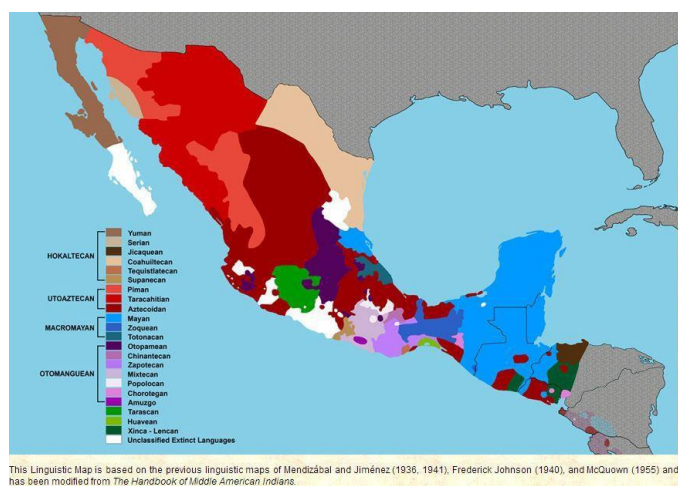 Yuman
Serian
HOKALTECAN
Jicaquean
Coahuiltecan
Tequistlatecan
Supanecan
Piman
UTOAZTECAN
Taracahitian
Aztecoidan
Mayan
MACROMAYAN
Zoquean
Totonacan
Otopamean
Chinantecan
Zapotecan
OTOMANGUEAN
Mixtecan
Popolocan
Chorotegan
Amuzgo
Tarascan
Huavean
Xinca - Lencan
Unclassified Extinct Languages
This Linguistic Map is based on the previous linguistic maps of Mendizábal and Jiménez (1936, 1941), Frederick Johnson (1940), and McQuown (1955) and
has been modified from The Handbook of Middle American Indians.